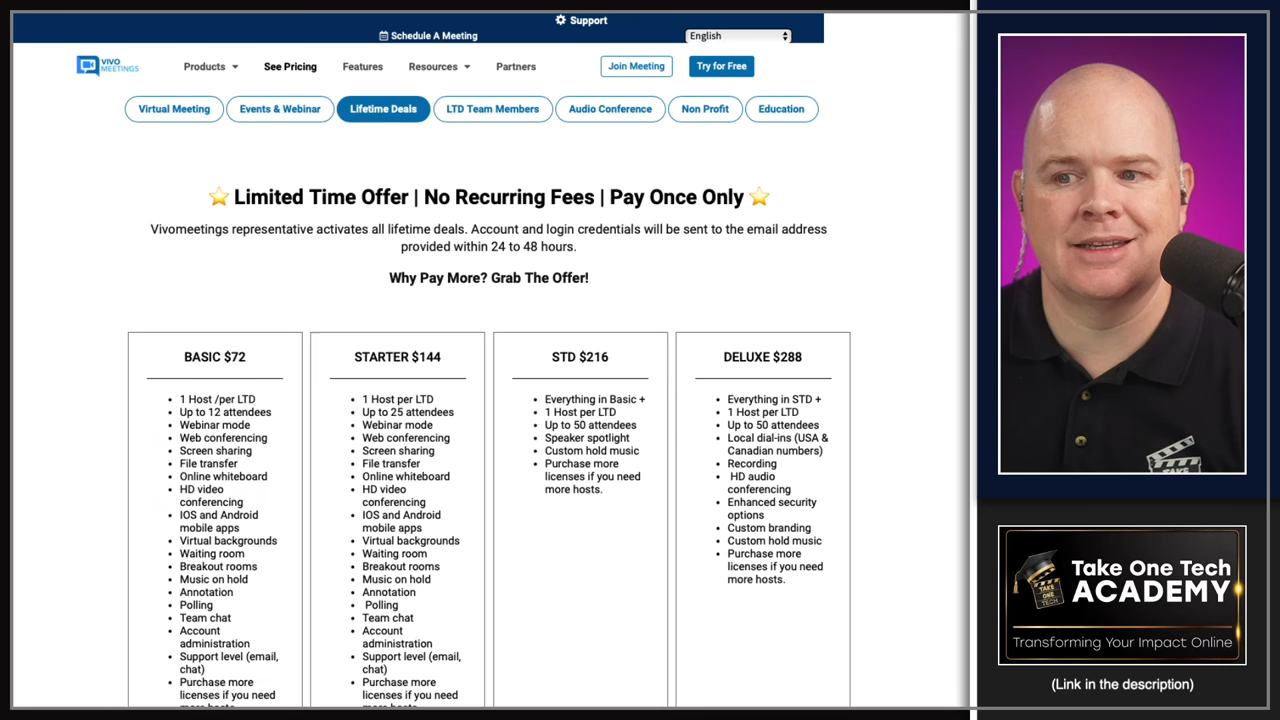 Support
Schedule A Meeting
English
VIVO
MEETINGS
Products
See Pricing
Features
Resources
Partners
Join Meeting
Try for Free
Virtual Meeting
Events & Webinar
Lifetime Deals
LTD Team Members
Audio Conference
Non Profit
Education
⭐ Limited Time Offer | No Recurring Fees | Pay Once Only ⭐
Vivomeetings representative activates all lifetime deals. Account and login credentials will be sent to the email address
provided within 24 to 48 hours.
Why Pay More? Grab The Offer!
BASIC $72
• 1 Host /per LTD
• Up to 12 attendees
• Webinar mode
• Web conferencing
• Screen sharing
• File transfer
• Online whiteboard
• HD video
conferencing
• IOS and Android
mobile apps
• Virtual backgrounds
• Waiting room
• Breakout rooms
• Music on hold
• Annotation
• Polling
• Team chat
• Account
administration
• Support level (email,
chat)
• Purchase more
licenses if you need
more hosts.
STARTER $144
• 1 Host per LTD
• Up to 25 attendees
• Webinar mode
• Web conferencing
• Screen sharing
• File transfer
• Online whiteboard
• HD video
conferencing
• IOS and Android
mobile apps
• Virtual backgrounds
• Waiting room
• Breakout rooms
• Music on hold
• Annotation
• Polling
• Team chat
• Account
administration
• Support level (email,
chat)
• Purchase more
licenses if you need
more hosts.
STD $216
• Everything in Basic +
• 1 Host per LTD
• Up to 50 attendees
• Speaker spotlight
• Custom hold music
• Purchase more
licenses if you need
more hosts.
DELUXE $288
• Everything in STD +
• 1 Host per LTD
• Up to 50 attendees
• Local dial-ins (USA &
Canadian numbers)
• Recording
• HD audio
conferencing
• Enhanced security
options
• Custom branding
• Custom hold music
• Purchase more
licenses if you need
more hosts.
TAKE
ONE
TECH
Take One Tech
ACADEMY
Transforming Your Impact Online
(Link in the description)